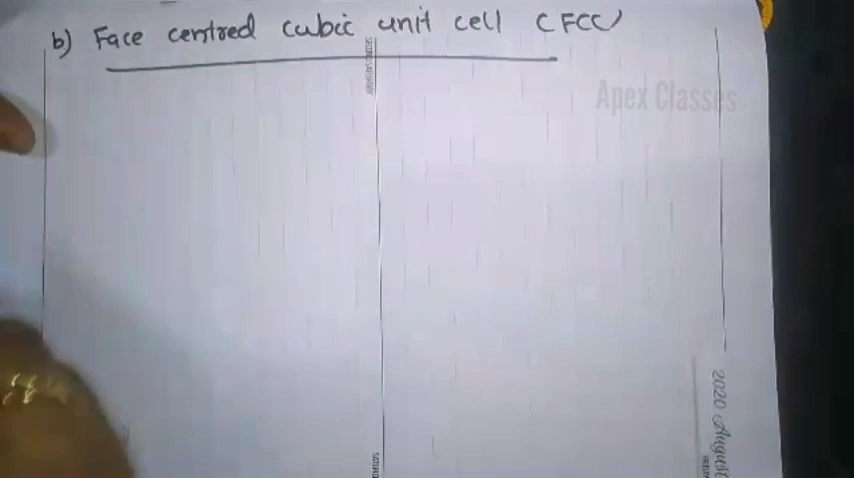 b) Face centred cubic unit cell (FCC)
Apex Classes
2020 August